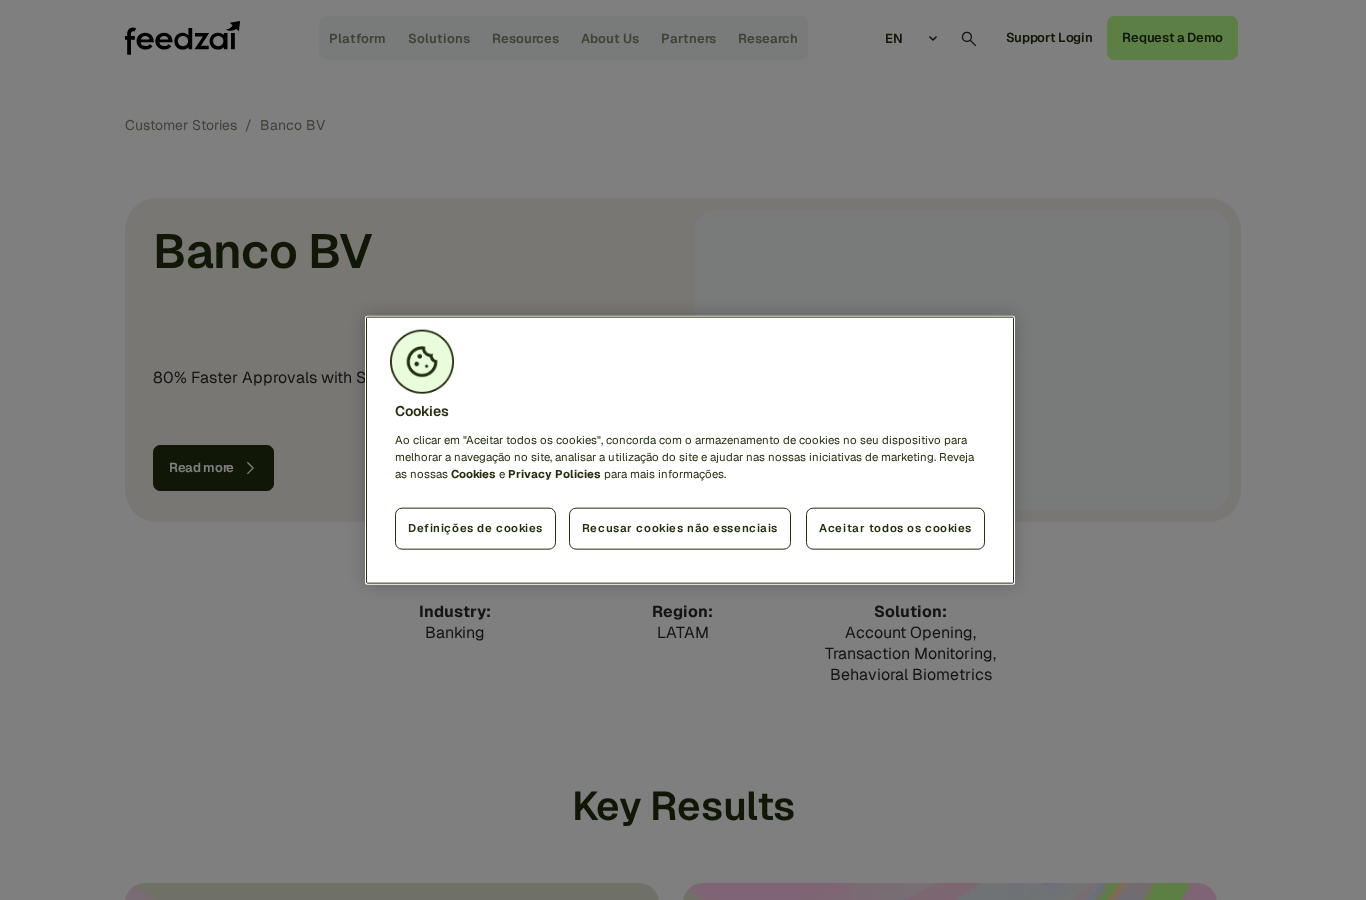 feedzai
Platform Solutions Resources About Us Partners Research
EN
Support Login
Request a Demo
Customer Stories / Banco BV
Banco BV
80% Faster Approvals with S
Read more
Cookies
Ao clicar em "Aceitar todos os cookies", concorda com o armazenamento de cookies no seu dispositivo para
melhorar a navegação no site, analisar a utilização do site e ajudar nas nossas iniciativas de marketing. Reveja
as nossas Cookies e Privacy Policies para mais informações.
Definições de cookies
Recusar cookies não essenciais
Aceitar todos os cookies
Industry:
Banking
Region:
LATAM
Solution:
Account Opening,
Transaction Monitoring,
Behavioral Biometrics
Key Results